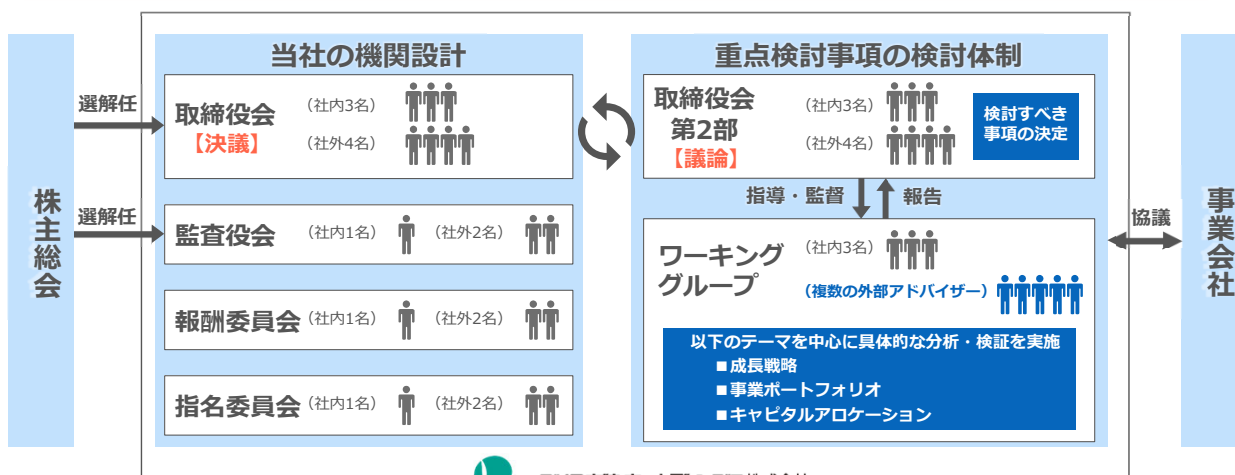 当社の機関設計
重点検討事項の検討体制
株主総会
選解任
選解任
取締役会
【決議】
(社内3名)
(社外4名)
監査役会
(社内1名)
(社外2名)
報酬委員会
(社内1名)
(社外2名)
指名委員会
(社内1名)
(社外2名)
取締役会
第2部
【議論】
(社内3名)
(社外4名)
検討すべき
事項の決定
指導・監督
報告
ワーキング
グループ
(社内3名)
(複数の外部アドバイザー)
以下のテーマを中心に具体的な分析・検証を実施
■成長戦略
■事業ポートフォリオ
■キャピタルアロケーション
協議
事業会社